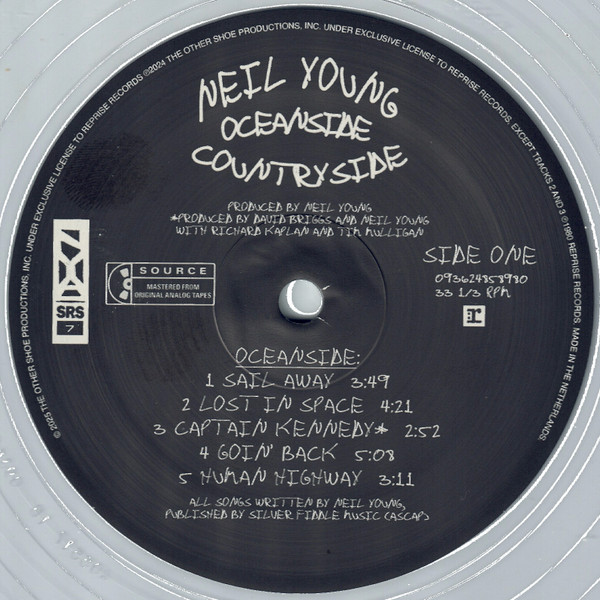 ℗2025 THE OTHER SHOE PRODUCTIONS, INC. UNDER EXCLUSIVE LICENSE TO REPRISE RECORDS ©2024 THE OTHER SHOE PRODUCTIONS, INC. UNDER EXCLUSIVE LICENSE TO REPRISE RECORDS, EXCEPT TRACKS 2 AND 3 ℗1980 REPRISE RECORDS. MADE IN THE NETHERLANDS.
NEIL YOUNG
OCEANSIDE
COUNTRYSIDE
PRODUCED BY NEIL YOUNG
*PRODUCED BY DAVID BRIGGS AND NEIL YOUNG
WITH RICHARD KAPLAN AND TIM MULLIGAN
SRS
7
SOURCE
MASTERED FROM
ORIGINAL ANALOG TAPES
SIDE ONE
093624858980
33 1/3 RPM
r
OCEANSIDE:
1 SAIL AWAY 3:49
2 LOST IN SPACE 4:21
3 CAPTAIN KENNEDY* 2:52
4 GOIN' BACK 5:08
5 HUMAN HIGHWAY 3:11
ALL SONGS WRITTEN BY NEIL YOUNG,
PUBLISHED BY SILVER FIDDLE MUSIC (ASCAP)